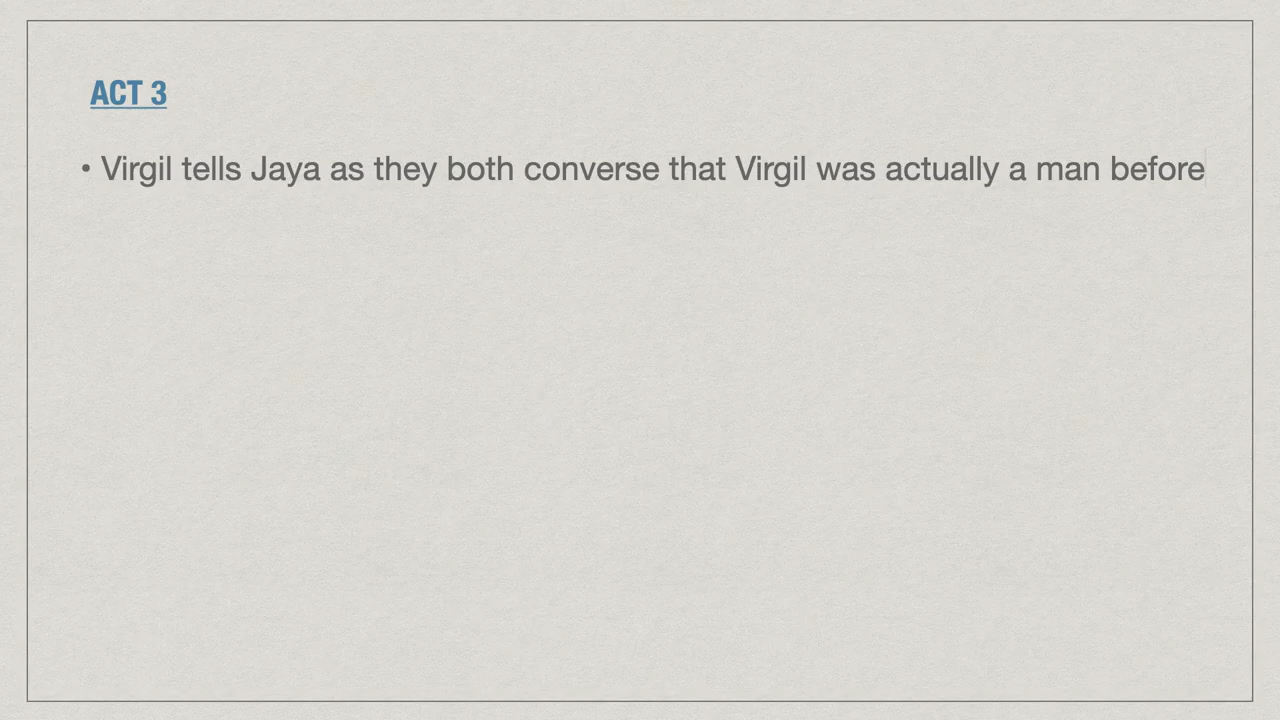 ACT 3
• Virgil tells Jaya as they both converse that Virgil was actually a man before